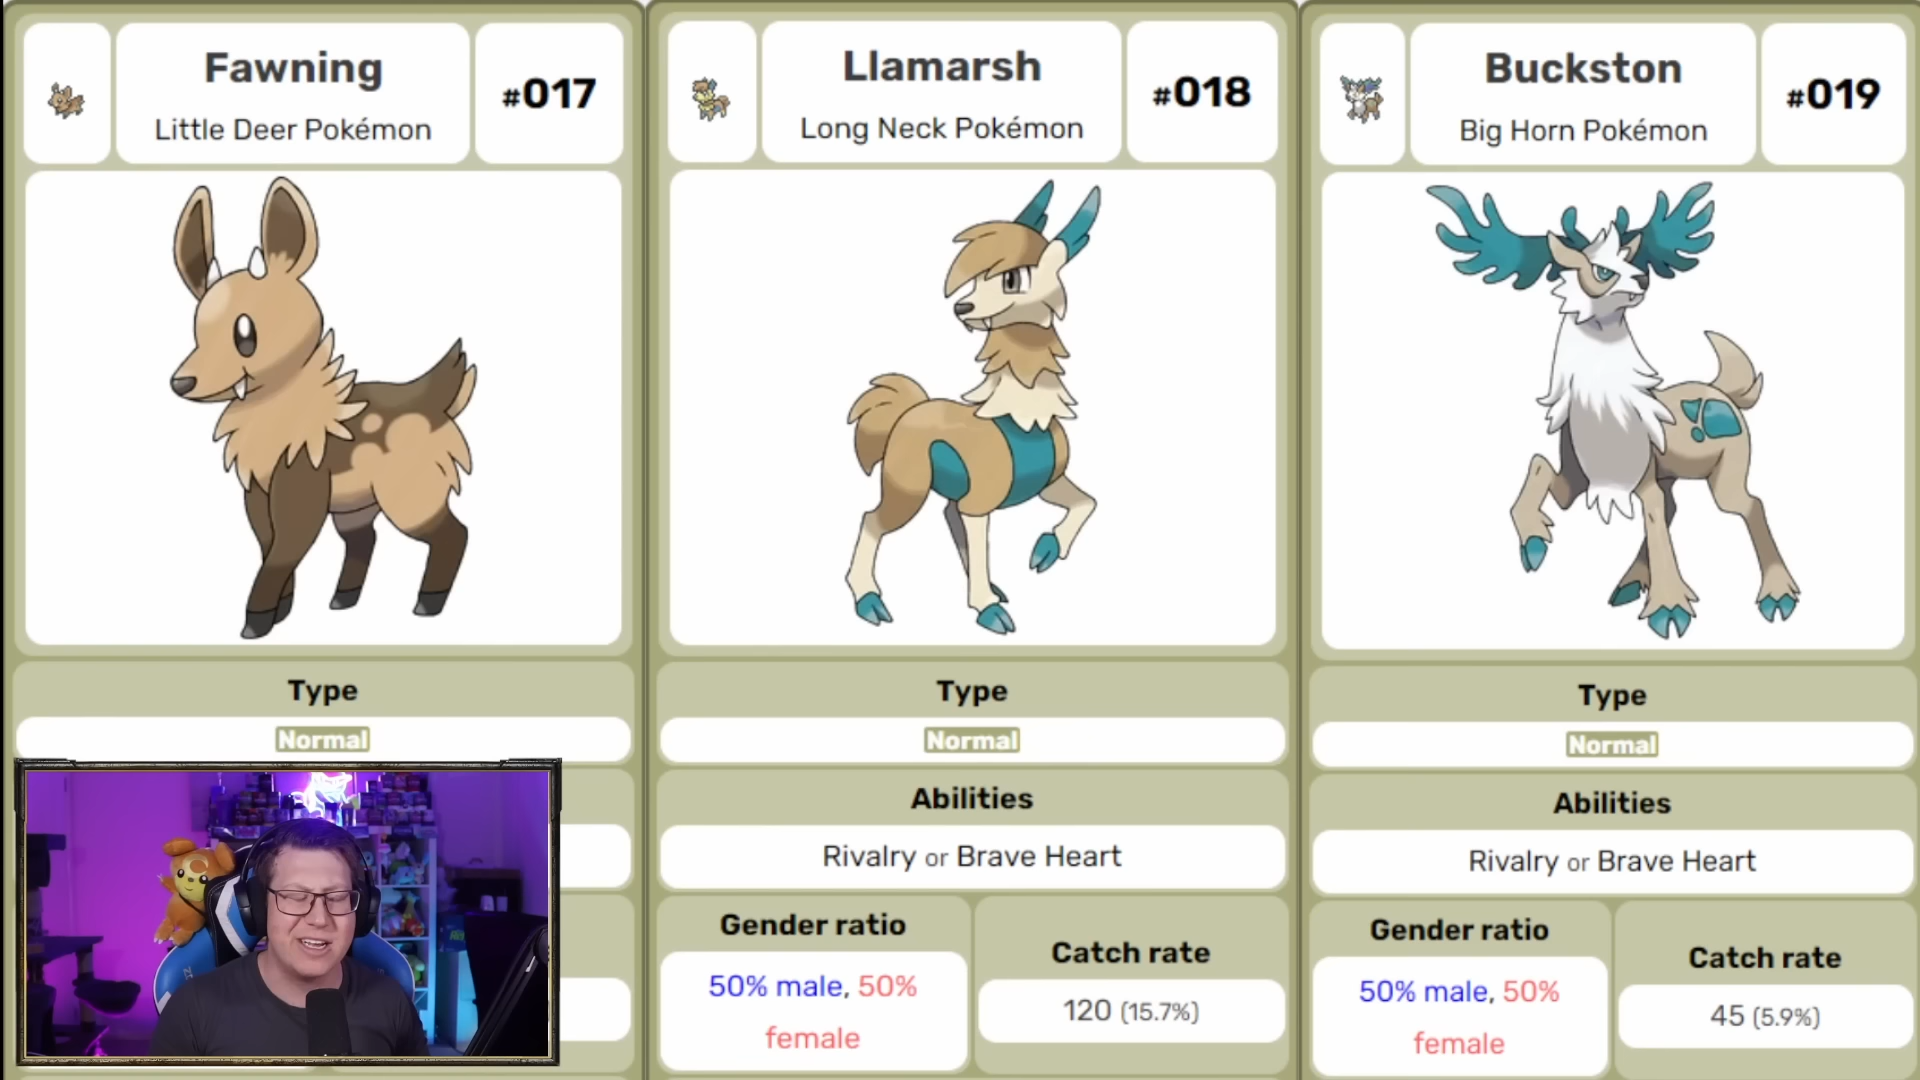 Fawning
Little Deer Pokémon
#017
Type
Normal
Llamarsh
Long Neck Pokémon
#018
Type
Normal
Abilities
Rivalry or Brave Heart
Gender ratio
50% male, 50%
female
Catch rate
120 (15.7%)
Buckston
Big Horn Pokémon
#019
Type
Normal
Abilities
Rivalry or Brave Heart
Gender ratio
50% male, 50%
female
Catch rate
45 (5.9%)